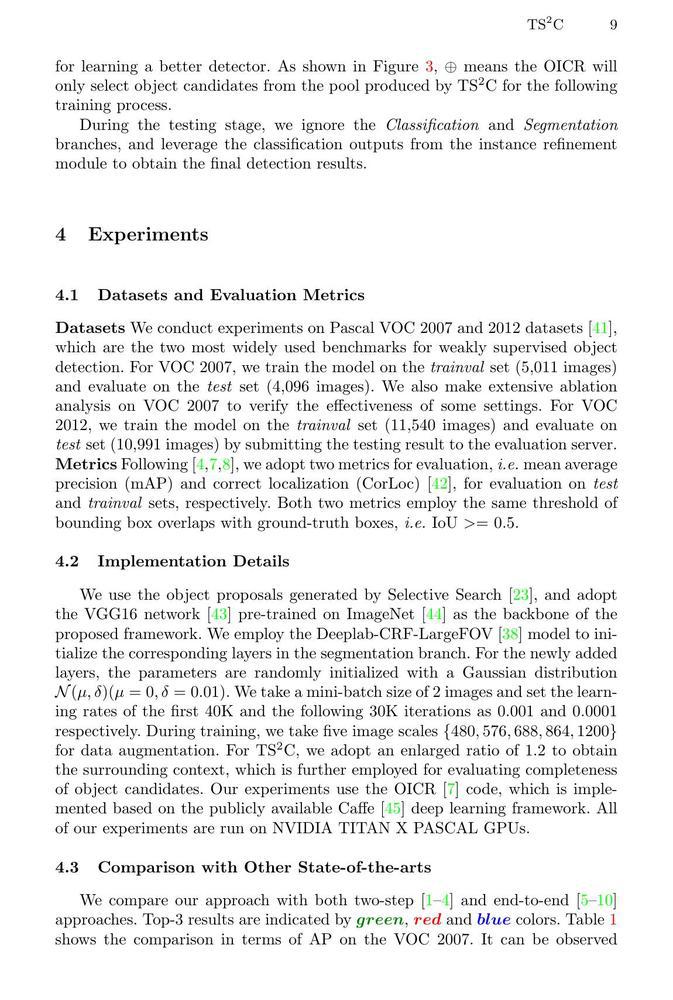 TS²C 9
for learning a better detector. As shown in Figure 3, ⊕ means the OICR will
only select object candidates from the pool produced by TS²C for the following
training process.
During the testing stage, we ignore the Classification and Segmentation
branches, and leverage the classification outputs from the instance refinement
module to obtain the final detection results.
4 Experiments
4.1 Datasets and Evaluation Metrics
Datasets We conduct experiments on Pascal VOC 2007 and 2012 datasets [41],
which are the two most widely used benchmarks for weakly supervised object
detection. For VOC 2007, we train the model on the trainval set (5,011 images)
and evaluate on the test set (4,096 images). We also make extensive ablation
analysis on VOC 2007 to verify the effectiveness of some settings. For VOC
2012, we train the model on the trainval set (11,540 images) and evaluate on
test set (10,991 images) by submitting the testing result to the evaluation server.
Metrics Following [4,7,8], we adopt two metrics for evaluation, i.e. mean average
precision (mAP) and correct localization (CorLoc) [42], for evaluation on test
and trainval sets, respectively. Both two metrics employ the same threshold of
bounding box overlaps with ground-truth boxes, i.e. IoU >= 0.5.
4.2 Implementation Details
We use the object proposals generated by Selective Search [23], and adopt
the VGG16 network [43] pre-trained on ImageNet [44] as the backbone of the
proposed framework. We employ the Deeplab-CRF-LargeFOV [38] model to ini-
tialize the corresponding layers in the segmentation branch. For the newly added
layers, the parameters are randomly initialized with a Gaussian distribution
𝒩(μ, δ)(μ = 0, δ = 0.01). We take a mini-batch size of 2 images and set the learn-
ing rates of the first 40K and the following 30K iterations as 0.001 and 0.0001
respectively. During training, we take five image scales {480, 576, 688, 864, 1200}
for data augmentation. For TS²C, we adopt an enlarged ratio of 1.2 to obtain
the surrounding context, which is further employed for evaluating completeness
of object candidates. Our experiments use the OICR [7] code, which is imple-
mented based on the publicly available Caffe [45] deep learning framework. All
of our experiments are run on NVIDIA TITAN X PASCAL GPUs.
4.3 Comparison with Other State-of-the-arts
We compare our approach with both two-step [1–4] and end-to-end [5–10]
approaches. Top-3 results are indicated by green, red and blue colors. Table 1
shows the comparison in terms of AP on the VOC 2007. It can be observed